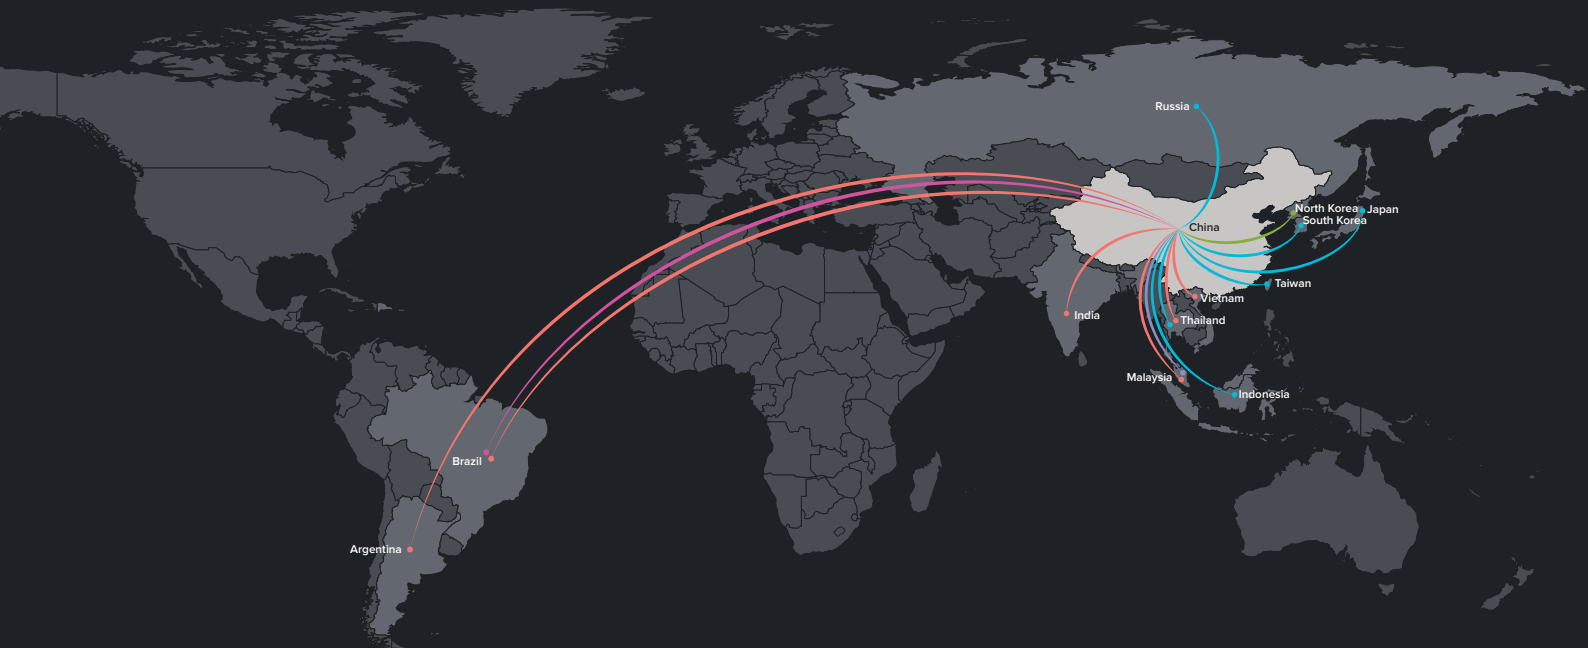 Russia
North Korea
Japan
South Korea
China
Taiwan
Vietnam
India
Thailand
Malaysia
Indonesia
Brazil
Argentina